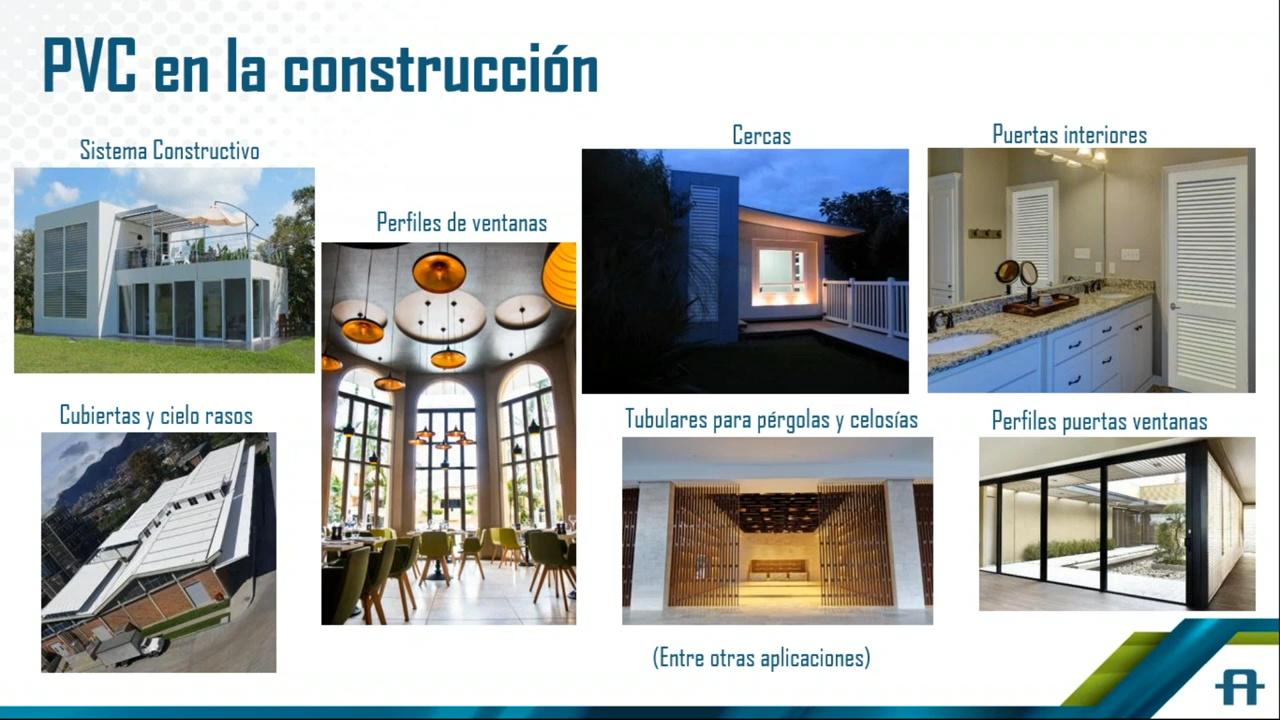 PVC en la construcción
Sistema Constructivo
Perfiles de ventanas
Cercas
Puertas interiores
Cubiertas y cielo rasos
Tubulares para pérgolas y celosías
Perfiles puertas ventanas
(Entre otras aplicaciones)